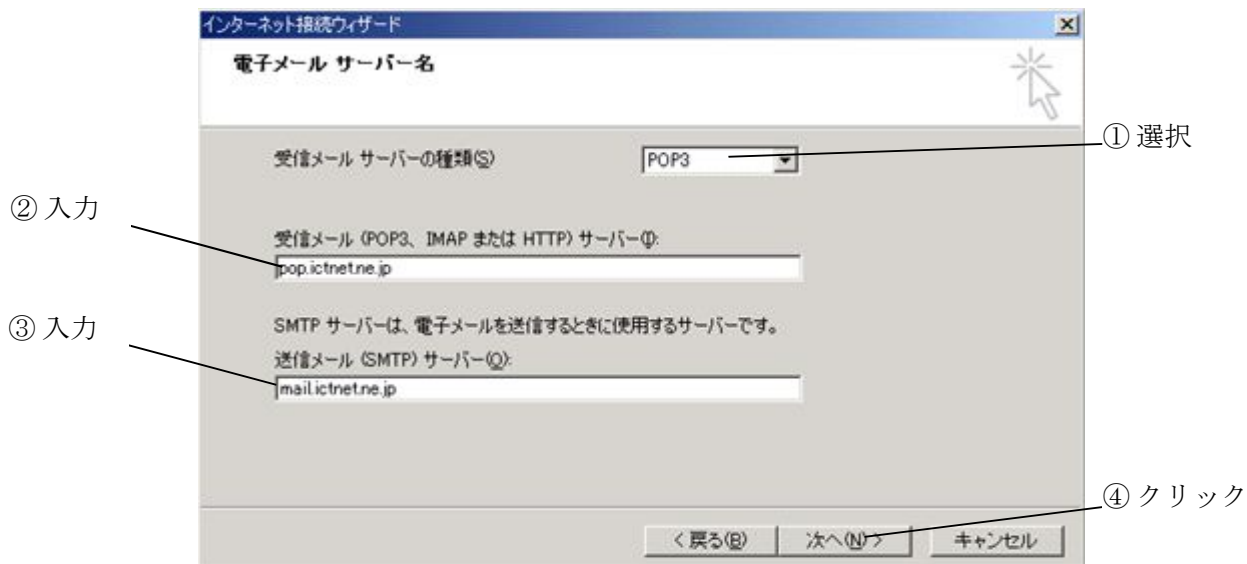 インターネット接続ウィザード
電子メール サーバー名
① 選択
受信メール サーバーの種類(S)
POP3
② 入力
受信メール (POP3、IMAP または HTTP) サーバー(I):
pop.ictnet.ne.jp
③ 入力
SMTP サーバーは、電子メールを送信するときに使用するサーバーです。
送信メール (SMTP) サーバー(O):
mail.ictnet.ne.jp
④ クリック
< 戻る(B)
次へ(N) >
キャンセル